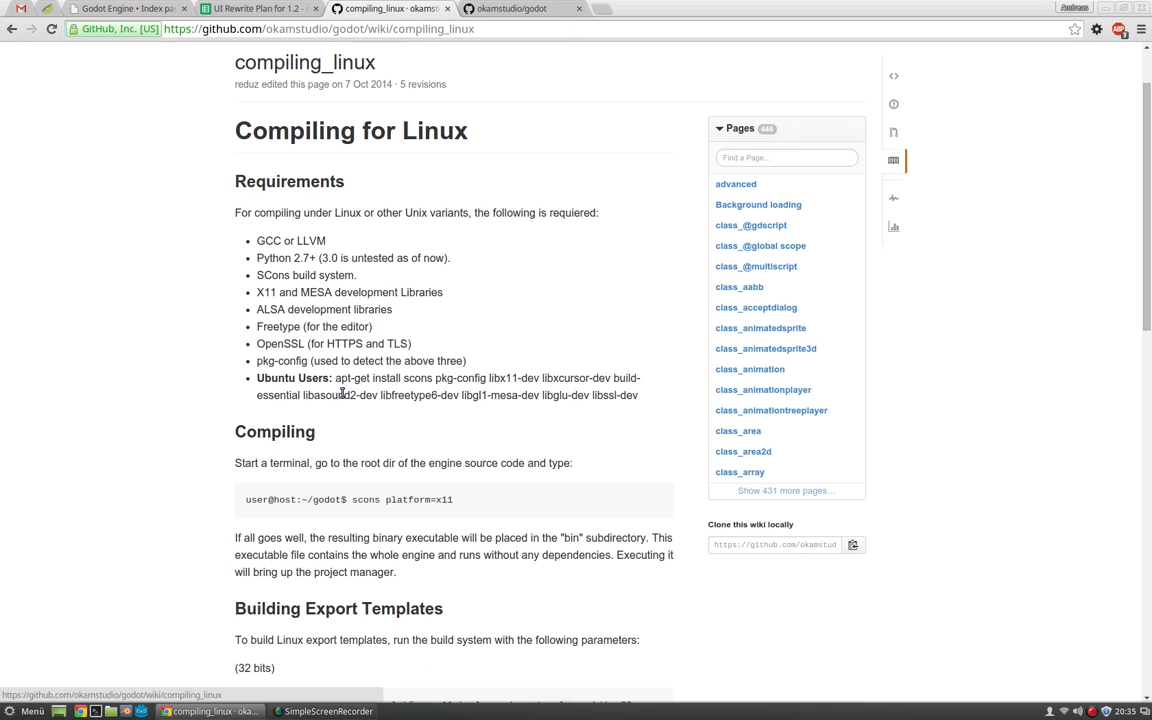 Godot Engine • Index pa
UI Rewrite Plan for 1.2 -
compiling_linux · okamst
okamstudio/godot
Andreas
GitHub, Inc. [US]
https://github.com/okamstudio/godot/wiki/compiling_linux
compiling_linux
reduz edited this page on 7 Oct 2014 · 5 revisions
Compiling for Linux
Requirements
For compiling under Linux or other Unix variants, the following is requiered:
• GCC or LLVM
• Python 2.7+ (3.0 is untested as of now).
• SCons build system.
• X11 and MESA development Libraries
• ALSA development libraries
• Freetype (for the editor)
• OpenSSL (for HTTPS and TLS)
• pkg-config (used to detect the above three)
• Ubuntu Users: apt-get install scons pkg-config libx11-dev libxcursor-dev build-
essential libasound2-dev libfreetype6-dev libgl1-mesa-dev libglu-dev libssl-dev
Compiling
Start a terminal, go to the root dir of the engine source code and type:
user@host:~/godot$ scons platform=x11
If all goes well, the resulting binary executable will be placed in the "bin" subdirectory. This
executable file contains the whole engine and runs without any dependencies. Executing it
will bring up the project manager.
Building Export Templates
To build Linux export templates, run the build system with the following parameters:
(32 bits)
Pages 446
Find a Page...
advanced
Background loading
class_@gdscript
class_@global scope
class_@multiscript
class_aabb
class_acceptdialog
class_animatedsprite
class_animatedsprite3d
class_animation
class_animationplayer
class_animationtreeplayer
class_area
class_area2d
class_array
Show 431 more pages...
Clone this wiki locally
https://github.com/okamstud
https://github.com/okamstudio/godot/wiki/compiling_linux
Menü
compiling_linux · oka...
SimpleScreenRecorder
20:35